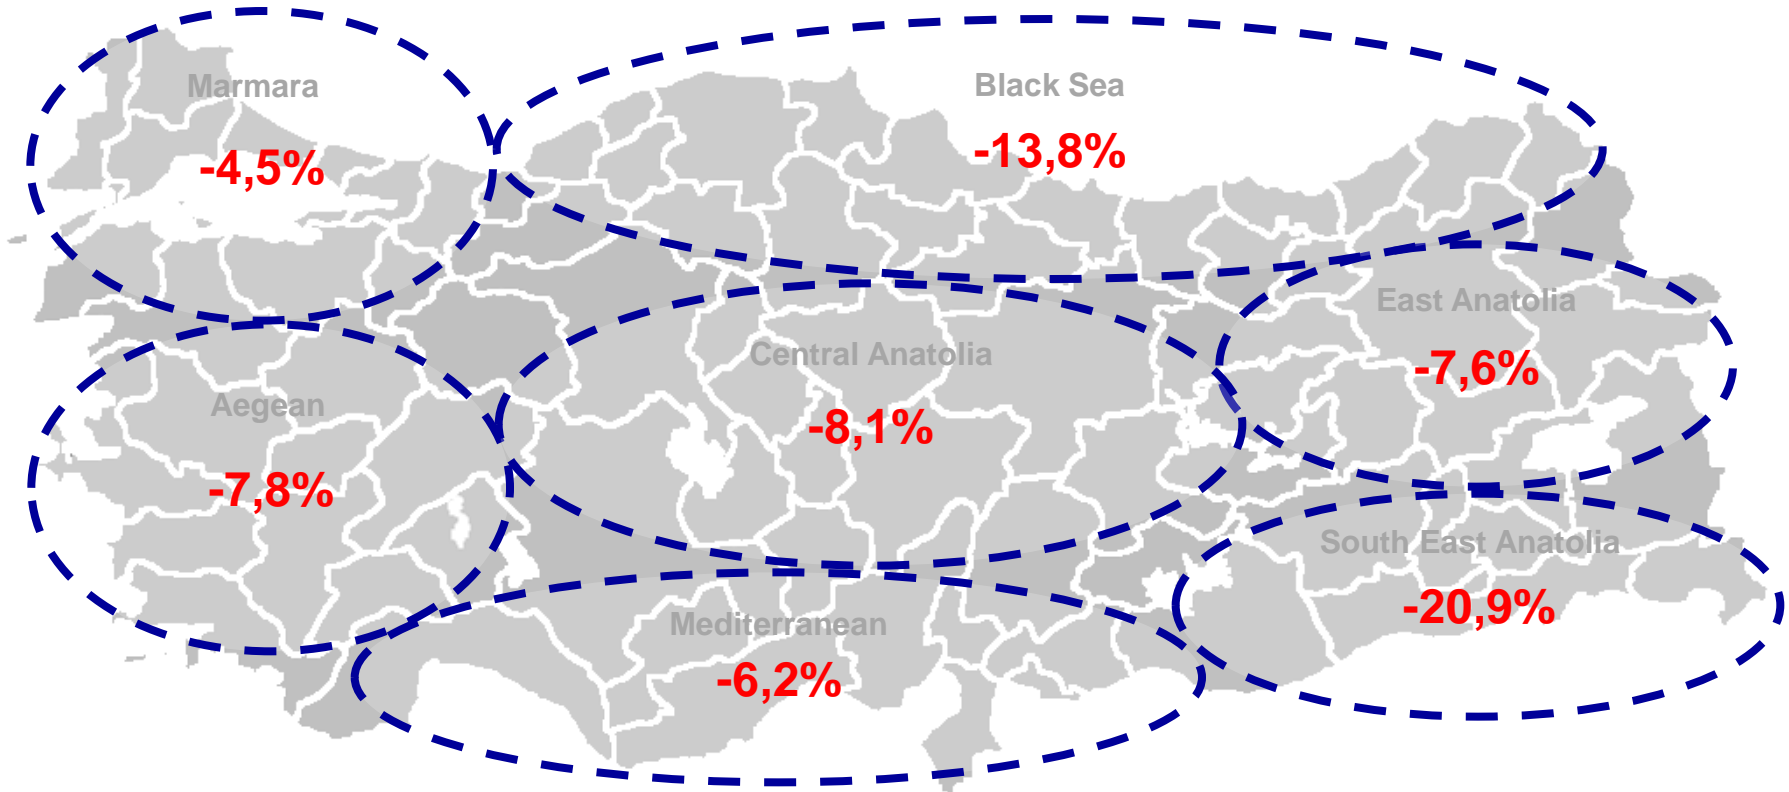 Marmara
-4,5%
Black Sea
-13,8%
East Anatolia
-7,6%
Central Anatolia
-8,1%
Aegean
-7,8%
South East Anatolia
-20,9%
Mediterranean
-6,2%